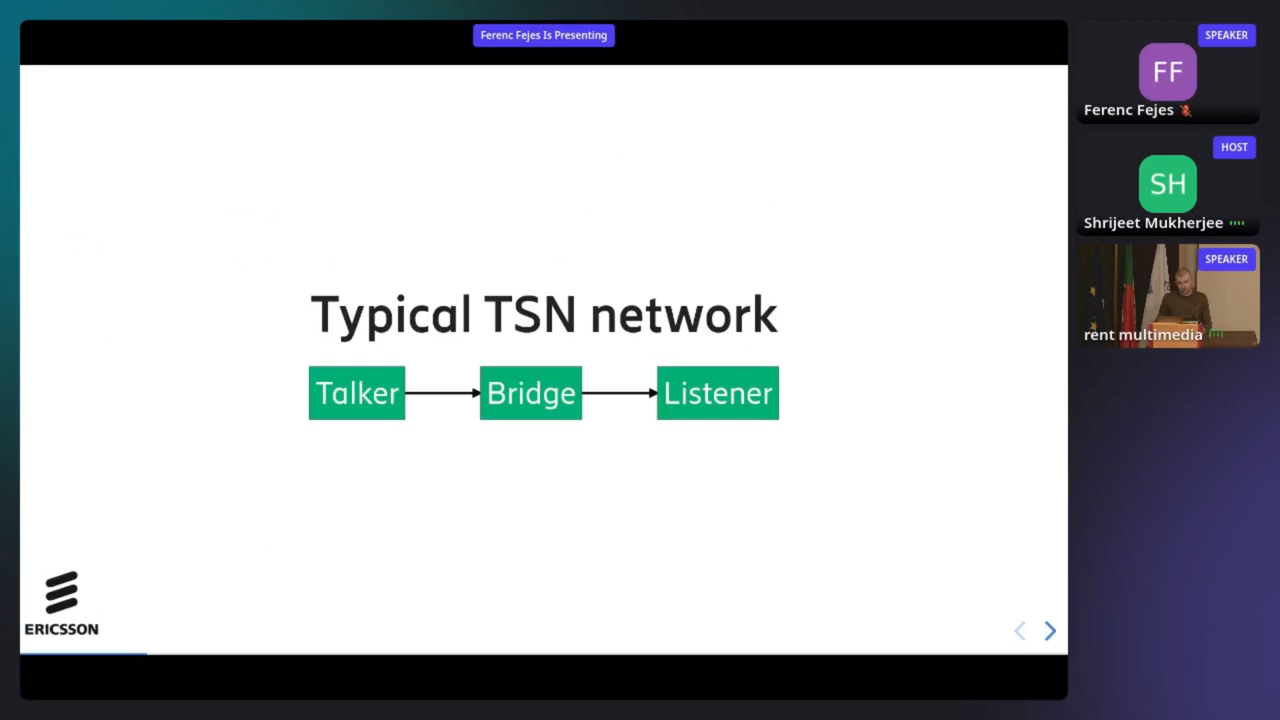 Ferenc Fejes Is Presenting
Typical TSN network
Talker
Bridge
Listener
ERICSSON
SPEAKER
FF
Ferenc Fejes
HOST
SH
Shrijeet Mukherjee
SPEAKER
rent multimedia